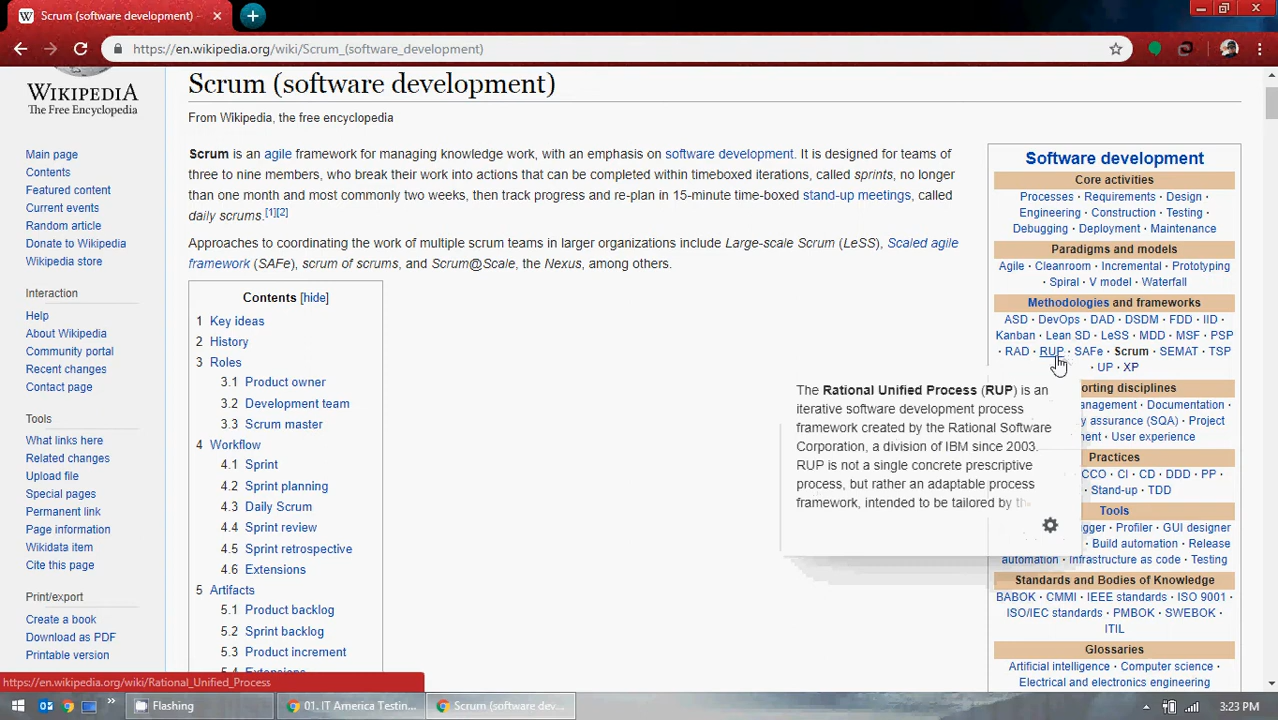 Scrum (software development) -
https://en.wikipedia.org/wiki/Scrum_(software_development)
WIKIPEDIA
The Free Encyclopedia
Main page
Contents
Featured content
Current events
Random article
Donate to Wikipedia
Wikipedia store
Interaction
Help
About Wikipedia
Community portal
Recent changes
Contact page
Tools
What links here
Related changes
Upload file
Special pages
Permanent link
Page information
Wikidata item
Cite this page
Print/export
Create a book
Download as PDF
Printable version
Scrum (software development)
From Wikipedia, the free encyclopedia
Scrum is an agile framework for managing knowledge work, with an emphasis on software development. It is designed for teams of
three to nine members, who break their work into actions that can be completed within timeboxed iterations, called sprints, no longer
than one month and most commonly two weeks, then track progress and re-plan in 15-minute time-boxed stand-up meetings, called
daily scrums.[1][2]
Approaches to coordinating the work of multiple scrum teams in larger organizations include Large-scale Scrum (LeSS), Scaled agile
framework (SAFe), scrum of scrums, and Scrum@Scale, the Nexus, among others.
Contents [hide]
1 Key ideas
2 History
3 Roles
3.1 Product owner
3.2 Development team
3.3 Scrum master
4 Workflow
4.1 Sprint
4.2 Sprint planning
4.3 Daily Scrum
4.4 Sprint review
4.5 Sprint retrospective
4.6 Extensions
5 Artifacts
5.1 Product backlog
5.2 Sprint backlog
5.3 Product increment
5.4 Extensions
Software development
Core activities
Processes · Requirements · Design ·
Engineering · Construction · Testing ·
Debugging · Deployment · Maintenance
Paradigms and models
Agile · Cleanroom · Incremental · Prototyping
· Spiral · V model · Waterfall
Methodologies and frameworks
ASD · DevOps · DAD · DSDM · FDD · IID ·
Kanban · Lean SD · LeSS · MDD · MSF · PSP
· RAD · RUP · SAFe · Scrum · SEMAT · TSP
· UP · XP
orting disciplines
anagement · Documentation ·
y assurance (SQA) · Project
ent · User experience
Practices
CCO · CI · CD · DDD · PP ·
Stand-up · TDD
Tools
gger · Profiler · GUI designer
· Build automation · Release
automation · Infrastructure as code · Testing
Standards and Bodies of Knowledge
BABOK · CMMI · IEEE standards · ISO 9001 ·
ISO/IEC standards · PMBOK · SWEBOK ·
ITIL
Glossaries
Artificial intelligence · Computer science ·
Electrical and electronics engineering
The Rational Unified Process (RUP) is an
iterative software development process
framework created by the Rational Software
Corporation, a division of IBM since 2003.
RUP is not a single concrete prescriptive
process, but rather an adaptable process
framework, intended to be tailored by the
https://en.wikipedia.org/wiki/Rational_Unified_Process
Flashing
01. IT America Testin...
Scrum (software dev...
3:23 PM